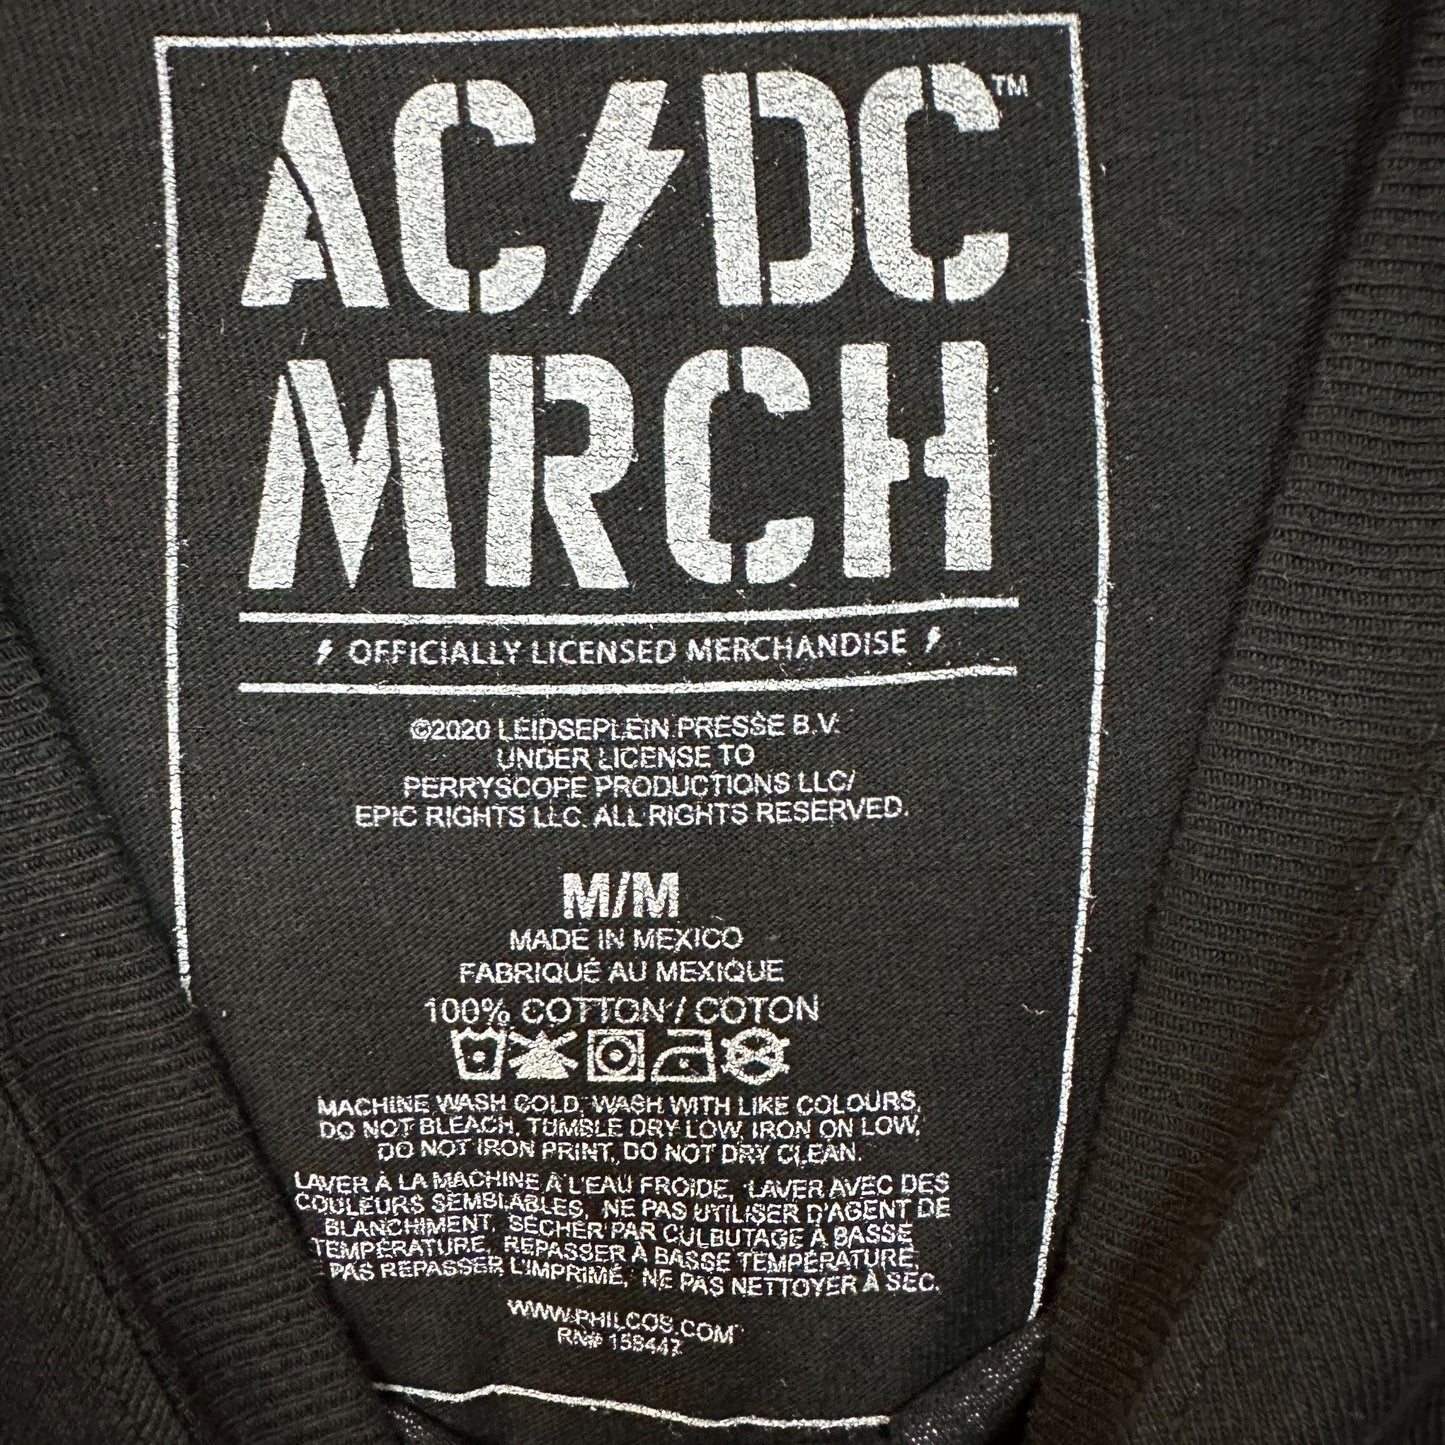 AC/DC™
MRCH
OFFICIALLY LICENSED MERCHANDISE
©2020 LEIDSEPLEIN PRESSE B.V.
UNDER LICENSE TO
PERRYSCOPE PRODUCTIONS LLC/
EPIC RIGHTS LLC. ALL RIGHTS RESERVED.
M/M
MADE IN MEXICO
FABRIQUÉ AU MEXIQUE
100% COTTON / COTON
MACHINE WASH COLD, WASH WITH LIKE COLOURS,
DO NOT BLEACH, TUMBLE DRY LOW, IRON ON LOW,
DO NOT IRON PRINT, DO NOT DRY CLEAN.
LAVER À LA MACHINE À L'EAU FROIDE, LAVER AVEC DES
COULEURS SEMBLABLES, NE PAS UTILISER D'AGENT DE
BLANCHIMENT, SÉCHER PAR CULBUTAGE À BASSE
TEMPÉRATURE, REPASSER À BASSE TEMPÉRATURE,
PAS REPASSER L'IMPRIMÉ, NE PAS NETTOYER À SEC.
WWW.PHILCOS.COM
RN# 158447